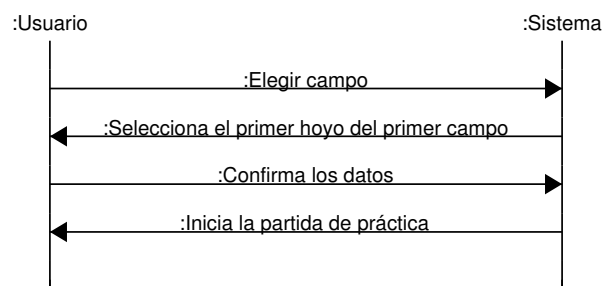 :Usuario
:Sistema
:Elegir campo
:Selecciona el primer hoyo del primer campo
:Confirma los datos
:Inicia la partida de práctica